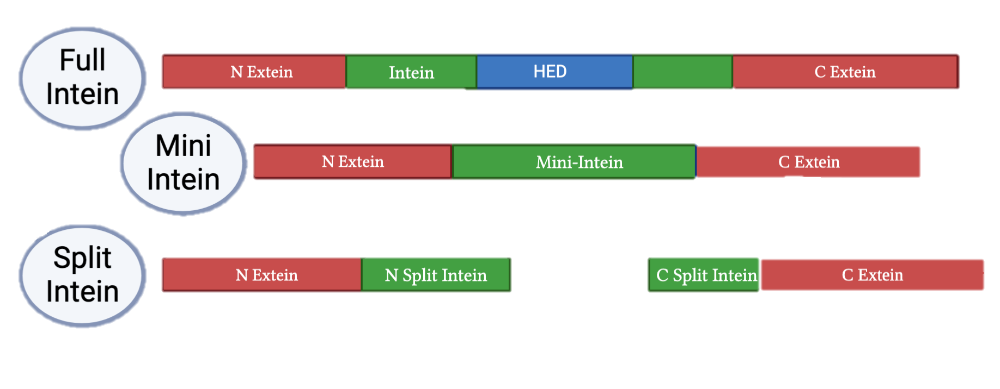 Full
Intein
N Extein
Intein
HED
C Extein
Mini
Intein
N Extein
Mini-Intein
C Extein
Split
Intein
N Extein
N Split Intein
C Split Intein
C Extein